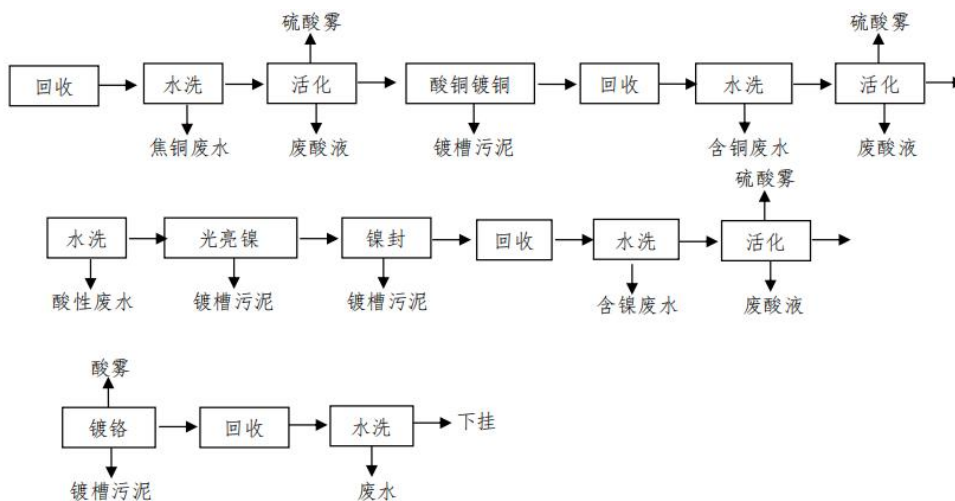 硫酸雾
硫酸雾
回收
水洗
活化
酸铜镀铜
回收
水洗
活化
焦铜废水
废酸液
镀槽污泥
含铜废水
废酸液
硫酸雾
水洗
光亮镍
镍封
回收
水洗
活化
酸性废水
镀槽污泥
镀槽污泥
含镍废水
废酸液
酸雾
镀铬
回收
水洗
下挂
镀槽污泥
废水